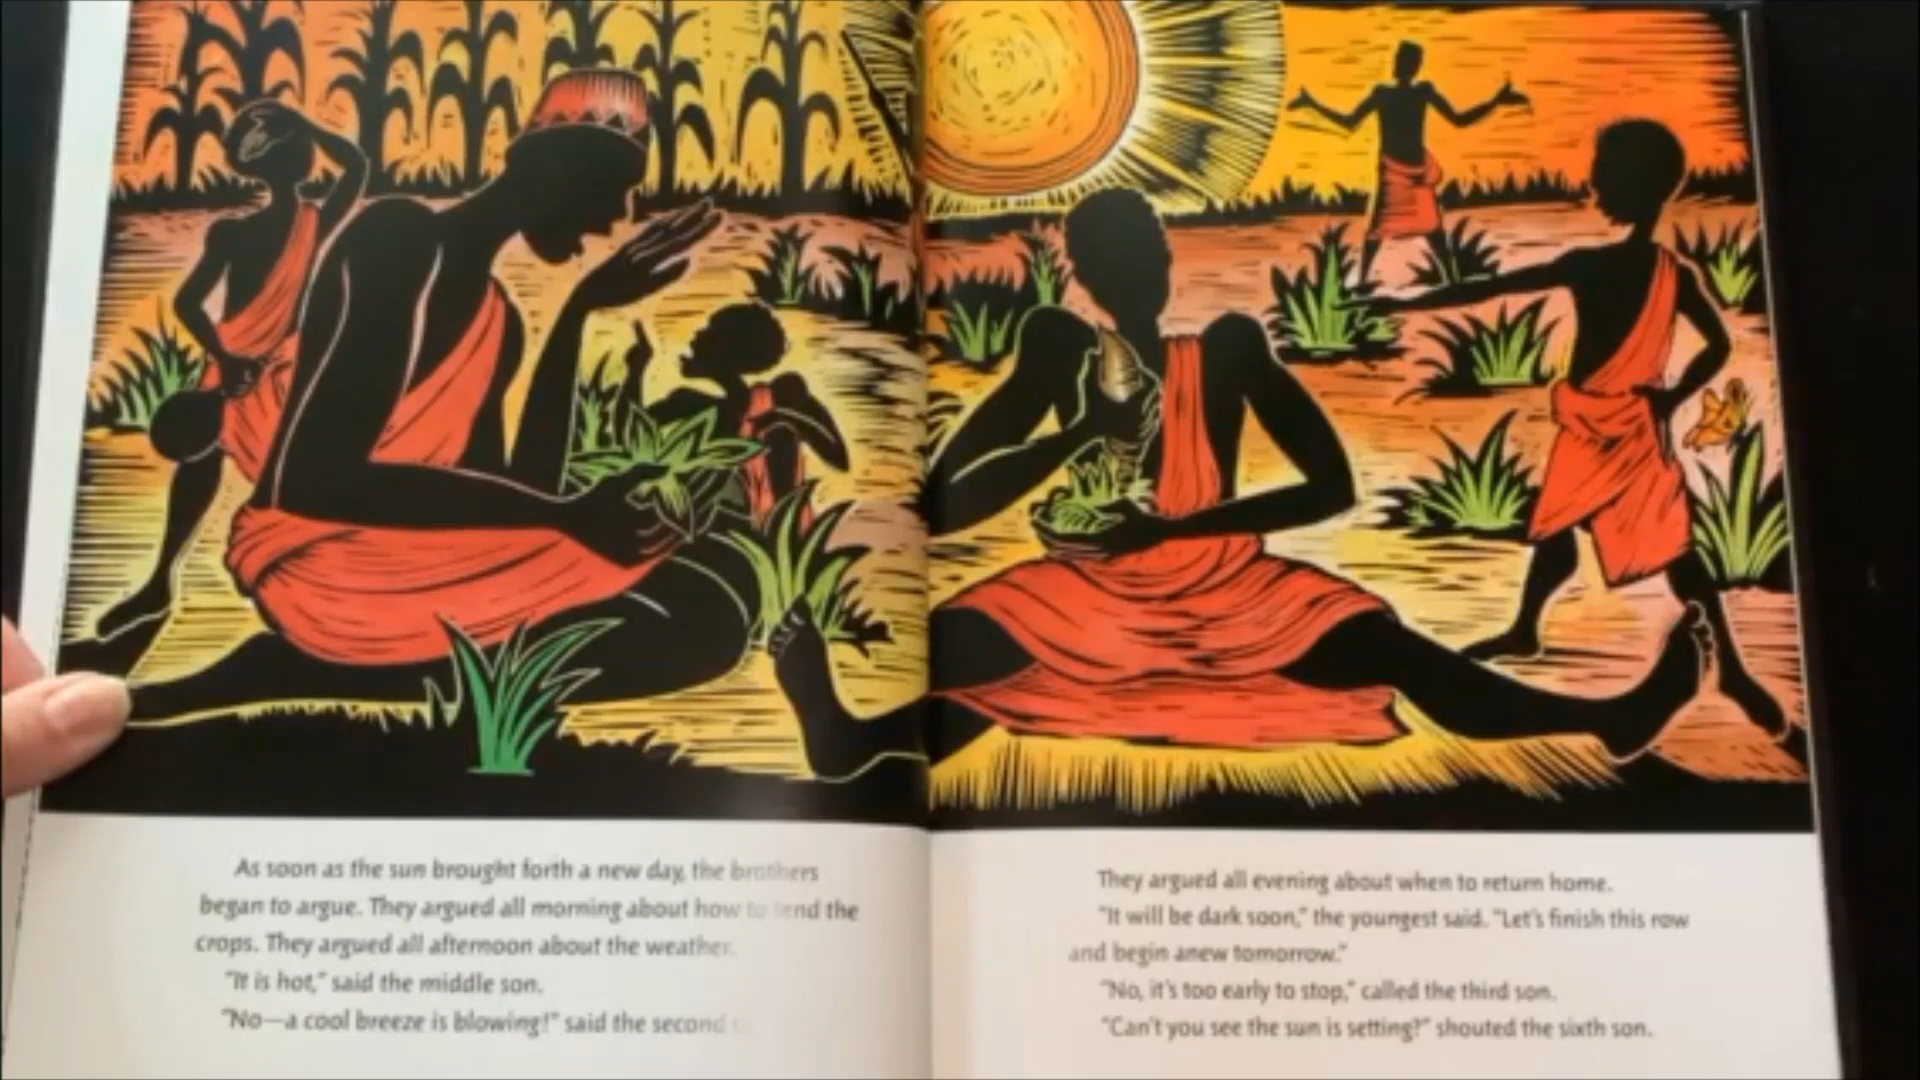 As soon as the sun brought forth a new day, the brothers
began to argue. They argued all morning about how to tend the
crops. They argued all afternoon about the weather.
"It is hot," said the middle son.
"No—a cool breeze is blowing!" said the second
They argued all evening about when to return home.
"It will be dark soon," the youngest said. "Let's finish this row
and begin anew tomorrow."
"No, it's too early to stop," called the third son.
"Can't you see the sun is setting?" shouted the sixth son.